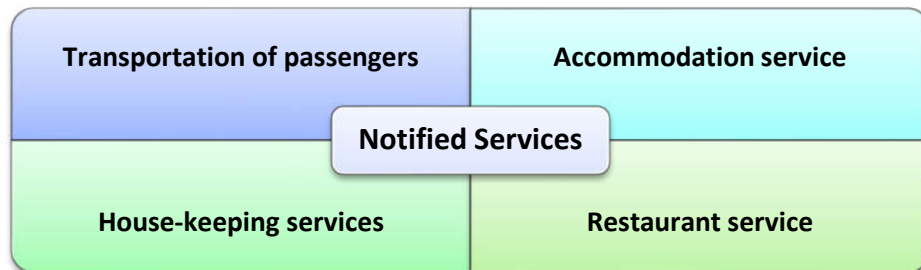 Transportation of passengers
Accommodation service
Notified Services
House-keeping services
Restaurant service